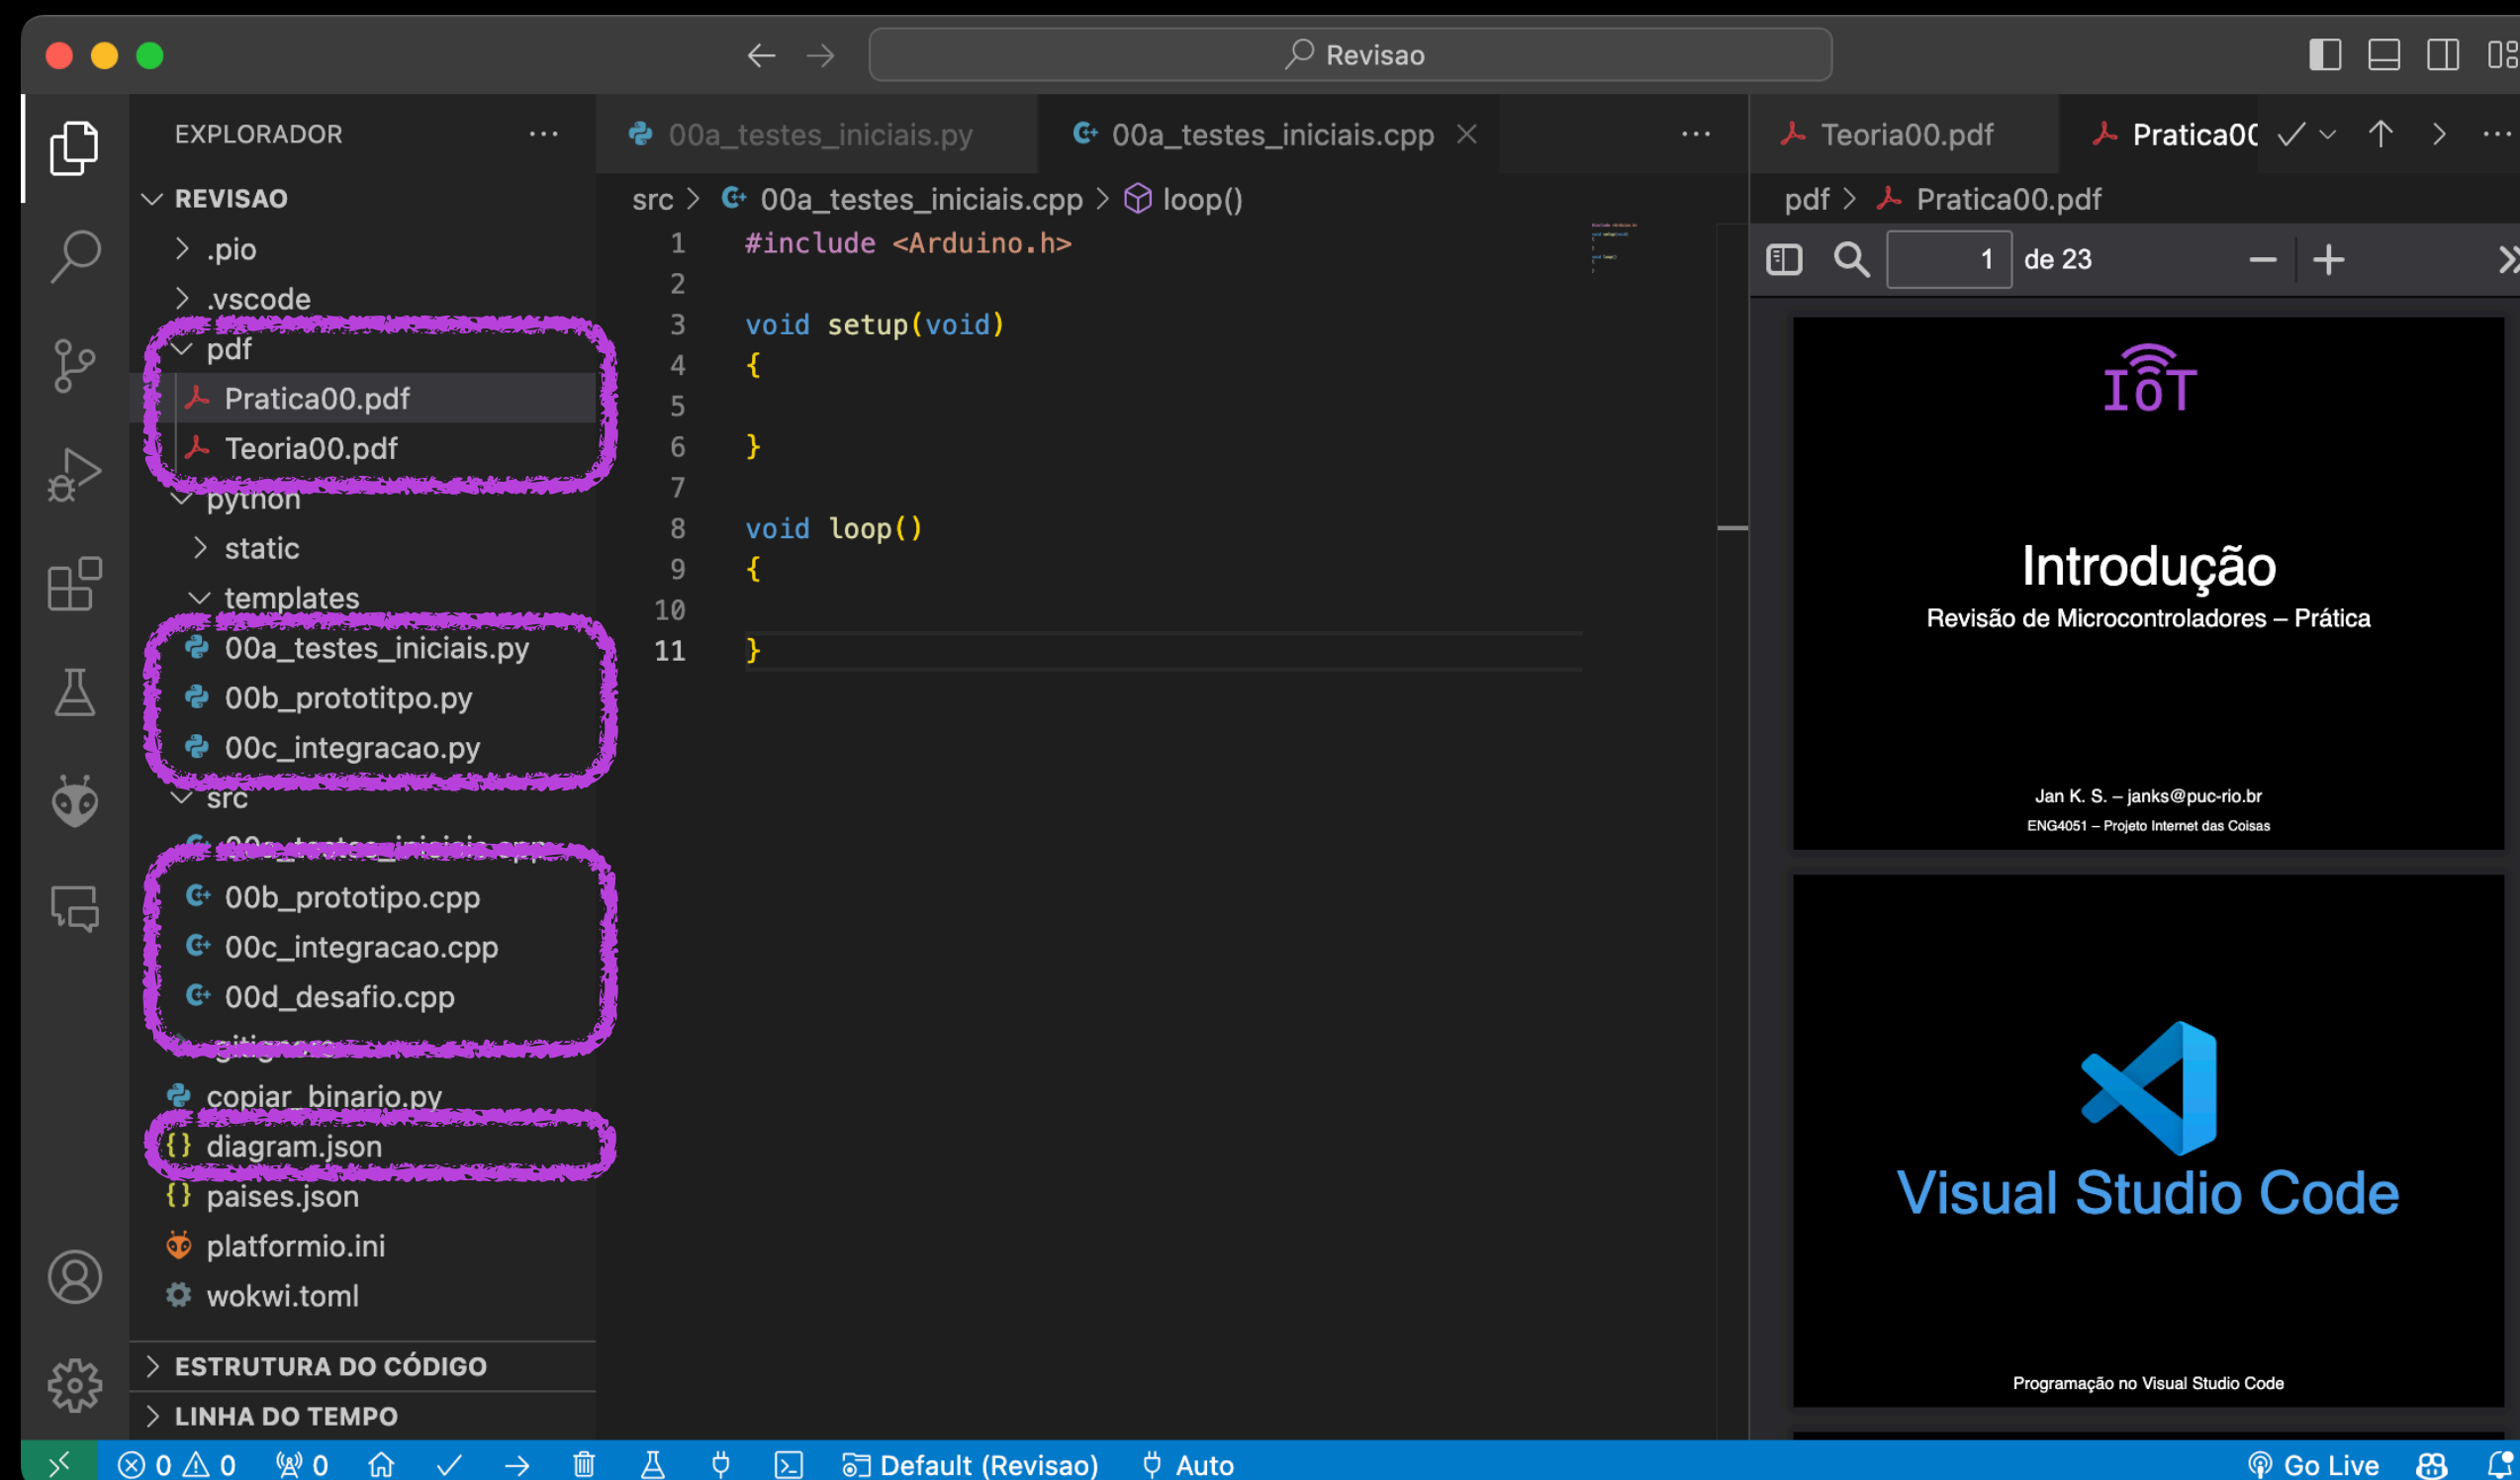 Revisao
EXPLORADOR
REVISAO
.pio
.vscode
pdf
Pratica00.pdf
Teoria00.pdf
python
static
templates
00a_testes_iniciais.py
00b_prototitpo.py
00c_integracao.py
src
00a_testes_iniciais.cpp
00b_prototipo.cpp
00c_integracao.cpp
00d_desafio.cpp
.gitignore
copiar_binario.py
{} diagram.json
{} paises.json
platformio.ini
wokwi.toml
ESTRUTURA DO CÓDIGO
LINHA DO TEMPO
00a_testes_iniciais.py 00a_testes_iniciais.cpp
src > 00a_testes_iniciais.cpp > loop()
1 #include <Arduino.h>
2
3 void setup(void)
4 {
5
6 }
7
8 void loop()
9 {
10
11 }
Teoria00.pdf Pratica00
pdf > Pratica00.pdf
1 de 23
IoT
Introdução
Revisão de Microcontroladores – Prática
Jan K. S. – janks@puc-rio.br
ENG4051 – Projeto Internet das Coisas
Visual Studio Code
Programação no Visual Studio Code
0 0 0 Default (Revisao) Auto Go Live